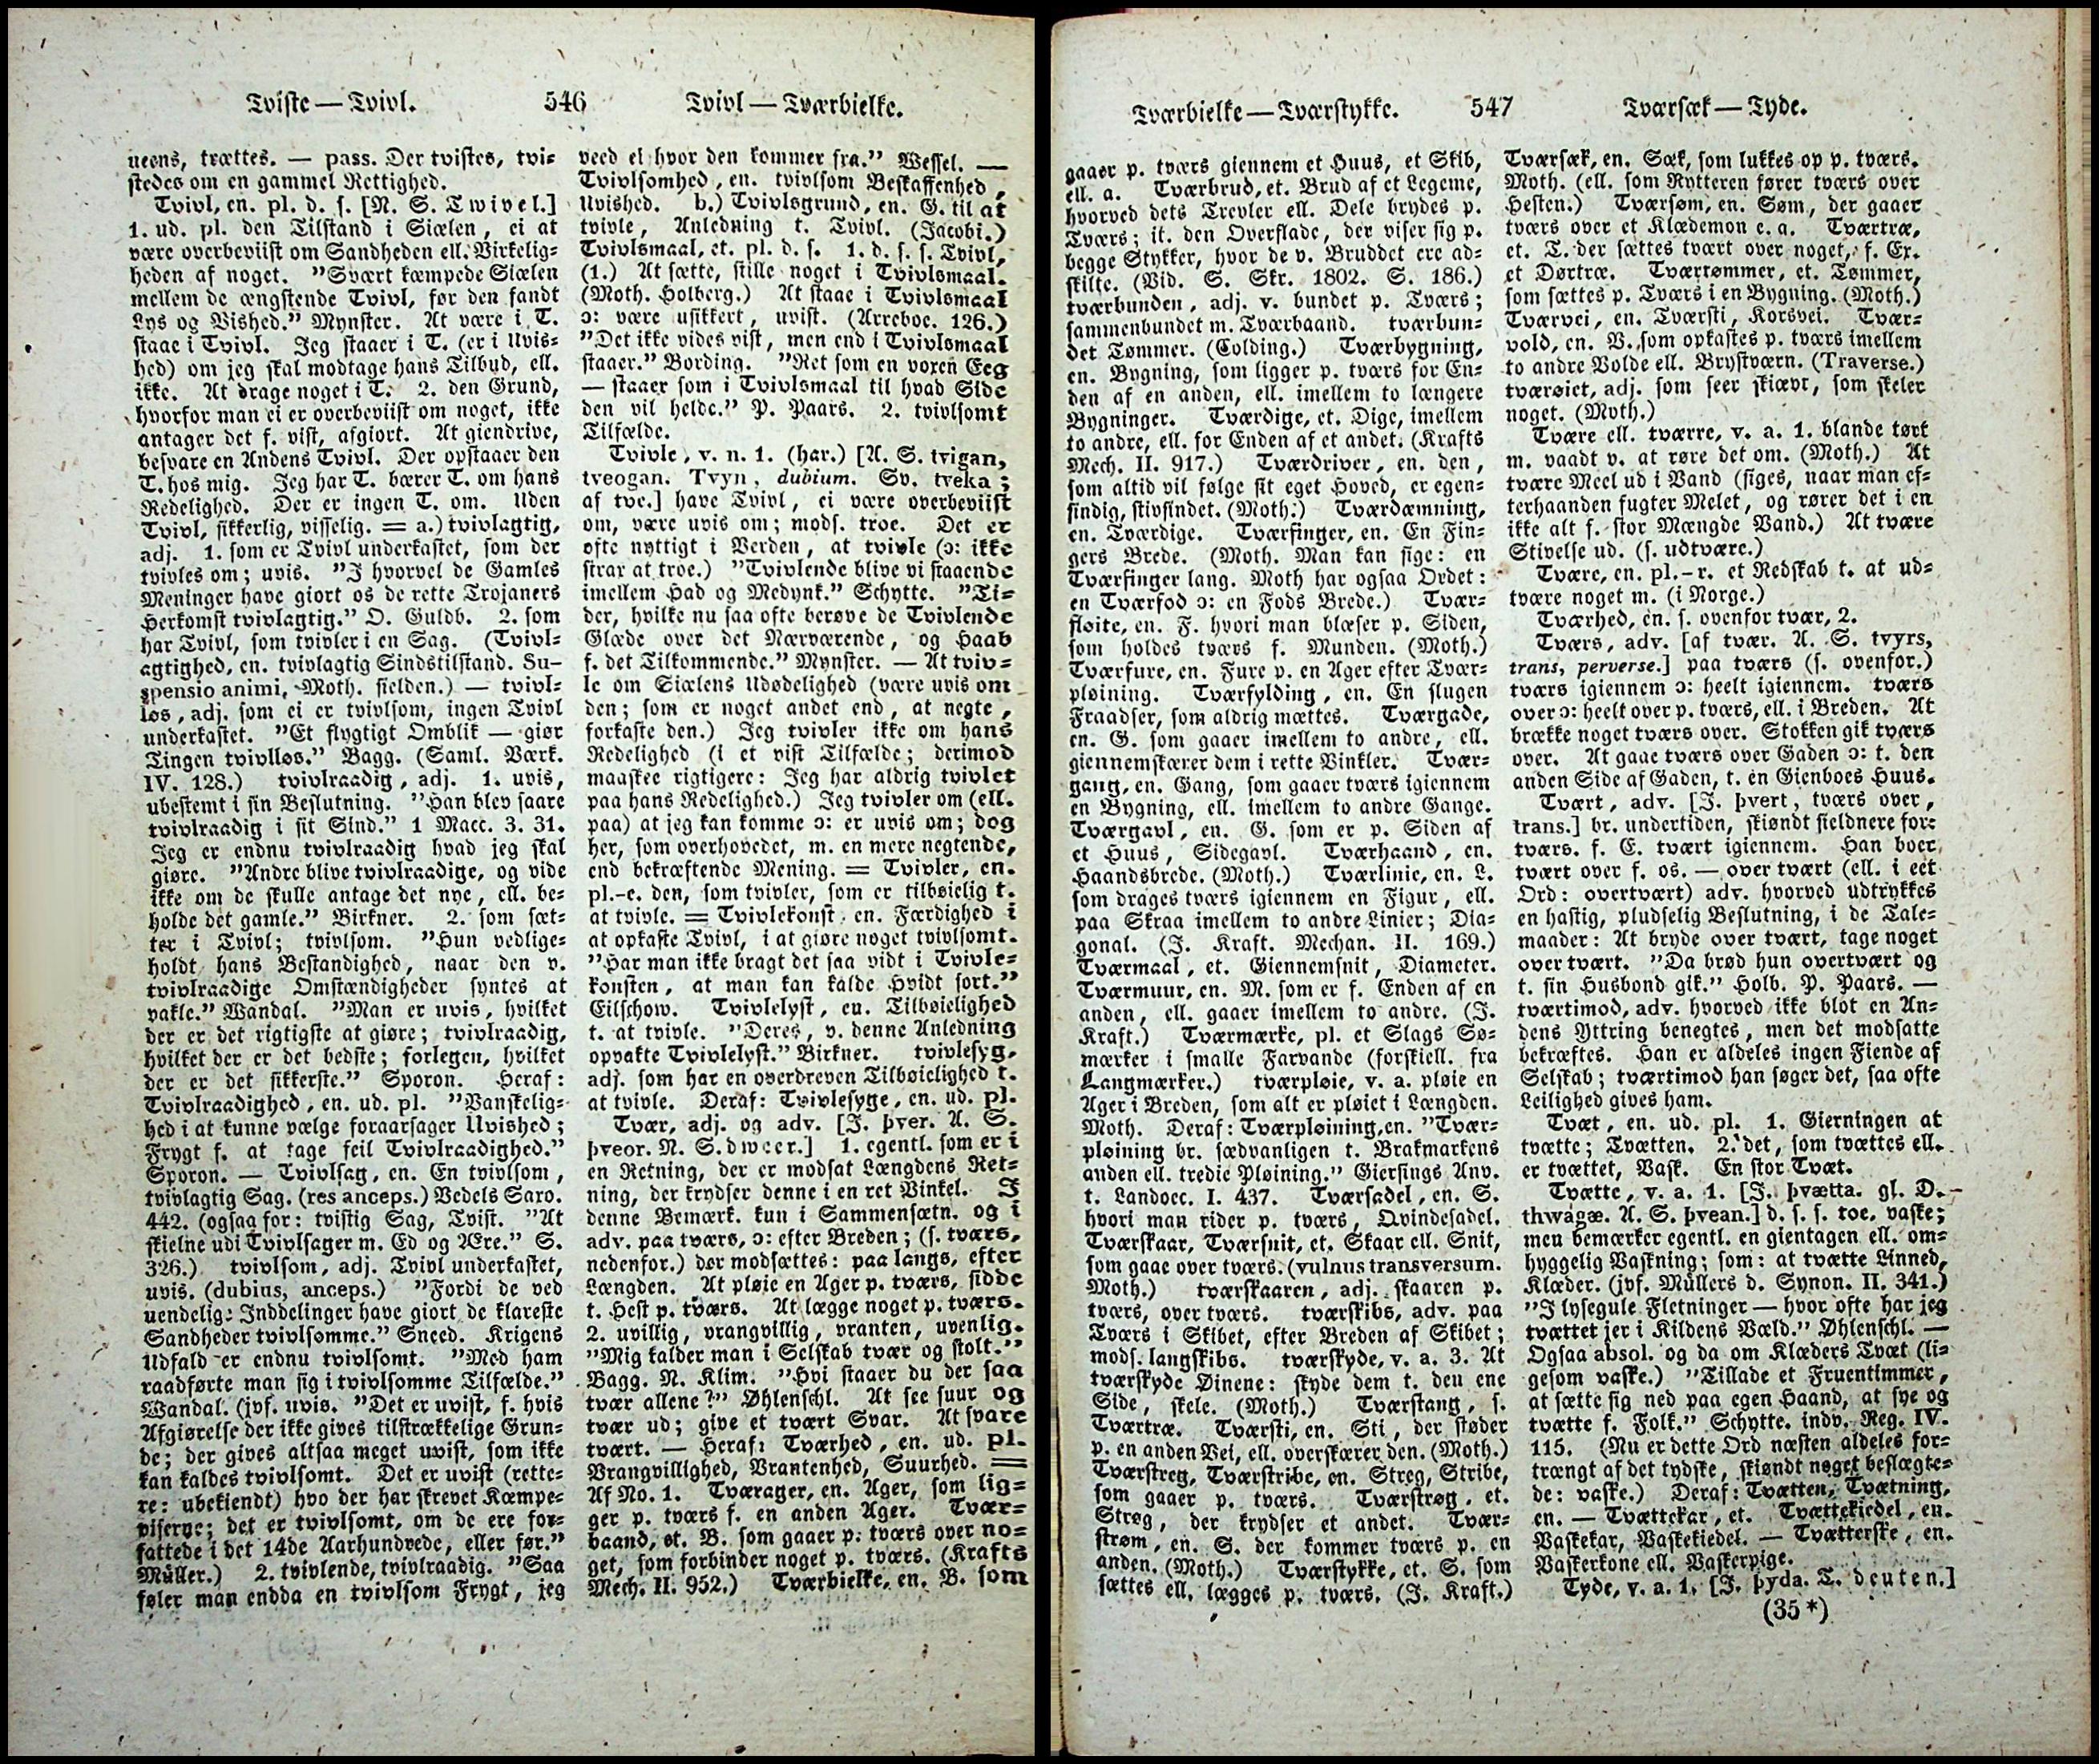 Tviste — Tvivl. 546 Tvivl — Tværbielke.
ueens, trættes. — pass. Der tvistes, tvi-
stedes om en gammel Rettighed.
Tvivl, en. pl. d. s. [N. S. Twivel.]
1. ud. pl. den Tilstand i Siælen, ei at
være overbeviist om Sandheden ell. Virkelig-
heden af noget. "Svært kæmpede Siælen
mellem de ængstende Tvivl, før den fandt
Lys og Vished." Mynster. At være i T.
staae i Tvivl. Jeg staaer i T. (er i Uvis-
hed) om jeg skal modtage hans Tilbud, ell.
ikke. At drage noget i T. 2. den Grund,
hvorfor man ei er overbeviist om noget, ikke
antager det f. vist, afgiort. At giendrive,
besvare en Andens Tvivl. Der opstaaer den
T. hos mig. Jeg har T. bærer T. om hans
Redelighed. Der er ingen T. om. Uden
Tvivl, sikkerlig, visselig. = a.) tvivlagtig,
adj. 1. som er Tvivl underkastet, som der
tvivles om; uvis. "I hvorvel de Gamles
Meninger have giort os de rette Trojaners
Herkomst tvivlagtig." O. Guldb. 2. som
har Tvivl, som tvivler i en Sag. (Tvivl-
agtighed, en. tvivlagtig Sindstilstand. Su-
spensio animi, Moth. sielden.) — tvivl-
løs, adj. som ei er tvivlsom, ingen Tvivl
underkastet. "Et flygtigt Omblik — giør
Tingen tvivlløs." Bagg. (Saml. Værk.
IV. 128.) tvivlraadig, adj. 1. uvis,
ubestemt i sin Beslutning. "Han blev saare
tvivlraadig i sit Sind." 1 Macc. 3. 31.
Jeg er endnu tvivlraadig hvad jeg skal
giøre. "Andre blive tvivlraadige, og vide
ikke om de skulle antage det nye, ell. be-
holde det gamle." Birkner. 2. som sæt-
ter i Tvivl; tvivlsom. "Hun vedlige-
holdt hans Bestandighed, naar den v.
tvivlraadige Omstændigheder syntes at
vakle." Wandal. "Man er uvis, hvilket
der er det rigtigste at giøre; tvivlraadig,
hvilket der er det bedste; forlegen, hvilket
der er det sikkerste." Sporon. Heraf:
Tvivlraadighed, en. ud. pl. "Vanskelig-
hed i at kunne vælge foraarsager Uvished;
Frygt f. at tage feil Tvivlraadighed."
Sporon. — Tvivlsag, en. En tvivlsom,
tvivlagtig Sag. (res anceps.) Vedels Saxo.
442. (ogsaa for: tvistig Sag, Tvist. "At
skielne udi Tvivlsager m. Ed og Ære." S.
326.) tvivlsom, adj. Tvivl underkastet,
uvis. (dubius, anceps.) "Fordi de ved
uendelig: Inddelinger have giort de klareste
Sandheder tvivlsomme." Sneed. Krigens
Udfald er endnu tvivlsomt. "Med ham
raadførte man sig i tvivlsomme Tilfælde."
Wandal. (jvf. uvis. "Det er uvist, f. hvis
Afgiørelse der ikke gives tilstrækkelige Grun-
de; der gives altsaa meget uvist, som ikke
kan kaldes tvivlsomt. Det er uvist (rette-
re: ubekiendt) hvo der har skrevet Kæmpe-
viserne; det er tvivlsomt, om de ere for-
fattede i det 14de Aarhundrede, eller før."
Müller.) 2. tvivlende, tvivlraadig. "Saa
føler man endda en tvivlsom Frygt, jeg
veed ei hvor den kommer fra." Wessel. —
Tvivlsomhed, en. tvivlsom Beskaffenhed,
Uvished. b.) Tvivlsgrund, en. G. til at
tvivle, Anledning t. Tvivl. (Jacobi.)
Tvivlsmaal, et. pl. d. s. 1. d. s. s. Tvivl,
(1.) At sætte, stille noget i Tvivlsmaal.
(Moth. Holberg.) At staae i Tvivlsmaal
ɔ: være usikkert, uvist. (Arreboe. 126.)
"Det ikke vides vist, men end i Tvivlsmaal
staaer." Bording. "Ret som en voxen Eeg
— staaer som i Tvivlsmaal til hvad Side
den vil helde." P. Paars. 2. tvivlsomt
Tilfælde.
Tvivle, v. n. 1. (har.) [A. S. tvigan,
tveogan. Tvyn, dubium. Sv. tveka;
af tve.] have Tvivl, ei være overbeviist
om, være uvis om; mods. troe. Det er
ofte nyttigt i Verden, at tvivle (ɔ: ikke
strax at troe.) "Tvivlende blive vi staaende
imellem Had og Medynk." Schytte. "Ti-
der, hvilke nu saa ofte berøve de Tvivlende
Glæde over det Nærværende, og Haab
f. det Tilkommende." Mynster. — At tviv-
le om Siælens Udødelighed (være uvis om
den; som er noget andet end, at negte,
forkaste den.) Jeg tvivler ikke om hans
Redelighed (i et vist Tilfælde; derimod
maaskee rigtigere: Jeg har aldrig tvivlet
paa hans Redelighed.) Jeg tvivler om (ell.
paa) at jeg kan komme ɔ: er uvis om; dog
her, som overhovedet, m. en mere negtende,
end bekræftende Mening. = Tvivler, en.
pl.-e. den, som tvivler, som er tilbøielig t.
at tvivle. = Tvivlekonst, en. Færdighed i
at opkaste Tvivl, i at giøre noget tvivlsomt.
"Har man ikke bragt det saa vidt i Tvivle-
konsten, at man kan kalde Hvidt sort."
Eilschow. Tvivlelyst, en. Tilbøielighed
t. at tvivle. "Deres, v. denne Anledning
opvakte Tvivlelyst." Birkner. tvivlesyg,
adj. som har en overdreven Tilbøielighed t.
at tvivle. Deraf: Tvivlesyge, en. ud. pl.
Tvær, adj. og adv. [J. þver. A. S.
þveor. N. S. dweer.] 1. egentl. som er i
en Retning, der er modsat Længdens Ret-
ning, der krydser denne i en ret Vinkel. I
denne Bemærk. kun i Sammensætn. og i
adv. paa tværs, ɔ: efter Breden; (s. tværs,
nedenfor.) der modsættes: paa langs, efter
Længden. At pløie en Ager p. tværs, sidde
t. Hest p. tværs. At lægge noget p. tværs.
2. uvillig, vrangvillig, vranten, uvenlig.
"Mig kalder man i Selskab tvær og stolt."
Bagg. N. Klim. "Hvi staaer du der saa
tvær allene?" Øhlenschl. At see suur og
tvær ud; give et tvært Svar. At svare
tvært. — Heraf: Tværhed, en. ud. pl.
Vrangvillighed, Vrantenhed, Suurhed. =
Af No. 1. Tværager, en. Ager, som lig-
ger p. tværs f. en anden Ager. Tvær-
baand, et. B. som gaaer p. tværs over no-
get, som forbinder noget p. tværs. (Krafts
Mech. II. 952.) Tværbielke, en. B. som
Tværbielke — Tværstykke. 547 Tværsæk — Tyde.
gaaer p. tværs giennem et Huus, et Skib,
ell. a. Tværbrud, et. Brud af et Legeme,
hvorved dets Trevler ell. Dele brydes p.
Tværs; it. den Overflade, der viser sig p.
begge Stykker, hvor de v. Bruddet ere ad-
skilte. (Vid. S. Skr. 1802. S. 186.)
tværbunden, adj. v. bundet p. Tværs;
sammenbundet m. Tværbaand. tværbun-
det Tømmer. (Colding.) Tværbygning,
en. Bygning, som ligger p. tværs for En-
den af en anden, ell. imellem to længere
Bygninger. Tværdige, et. Dige, imellem
to andre, ell. for Enden af et andet. (Krafts
Mech. II. 917.) Tværdriver, en. den,
som altid vil følge sit eget Hoved, er egen-
sindig, stivsindet. (Moth.) Tværdæmning,
en. Tværdige. Tværfinger, en. En Fin-
gers Brede. (Moth. Man kan sige: en
Tværfinger lang. Moth har ogsaa Ordet:
en Tværfod ɔ: en Fods Brede.) Tvær-
fløite, en. F. hvori man blæser p. Siden,
som holdes tværs f. Munden. (Moth.)
Tværfure, en. Fure p. en Ager efter Tvær-
pløining. Tværfylding, en. En slugen
Fraadser, som aldrig mættes. Tværgade,
en. G. som gaaer imellem to andre, ell.
giennemskærer dem i rette Vinkler. Tvær-
gang, en. Gang, som gaaer tværs igiennem
en Bygning, ell. imellem to andre Gange.
Tværgavl, en. G. som er p. Siden af
et Huus, Sidegavl. Tværhaand, en.
Haandsbrede. (Moth.) Tværlinie, en. L.
som drages tværs igiennem en Figur, ell.
paa Skraa imellem to andre Linier; Dia-
gonal. (J. Kraft. Mechan. II. 169.)
Tværmaal, et. Giennemsnit, Diameter.
Tværmuur, en. M. som er f. Enden af en
anden, ell. gaaer imellem to andre. (J.
Kraft.) Tværmærke, pl. et Slags Sø-
mærker i smalle Farvande (forskiell. fra
Langmærker.) tværpløie, v. a. pløie en
Ager i Breden, som alt er pløiet i Længden.
Moth. Deraf: Tværpløining, en. "Tvær-
pløining br. sædvanligen t. Brakmarkens
anden ell. tredie Pløining." Giersings Anv.
t. Landoec. I. 437. Tværsadel, en. S.
hvori man rider p. tværs, Qvindesadel.
Tværskaar, Tværsnit, et. Skaar ell. Snit,
som gaae over tværs. (vulnus transversum.
Moth.) tværskaaren, adj. skaaren p.
tværs, over tværs. tværskibs, adv. paa
Tværs i Skibet, efter Breden af Skibet;
mods. langskibs. tværskyde, v. a. 3. At
tværskyde Øinene: skyde dem t. den ene
Side, skele. (Moth.) Tværstang, s.
Tværtræ. Tværsti, en. Sti, der støder
p. en anden Vei, ell. overskærer den. (Moth.)
Tværstreg, Tværstribe, en. Streg, Stribe,
som gaaer p. tværs. Tværstrøg, et.
Strøg, der krydser et andet. Tvær-
strøm, en. S. der kommer tværs p. en
anden. (Moth.) Tværstykke, et. S. som
sættes ell. lægges p. tværs. (J. Kraft.)
Tværsæk, en. Sæk, som lukkes op p. tværs.
Moth. (ell. som Rytteren fører tværs over
Hesten.) Tværsøm, en. Søm, der gaaer
tværs over et Klædemon e. a. Tværtræ,
et. T. der sættes tvært over noget, f. Ex.
et Dørtræ. Tværtømmer, et. Tømmer,
som sættes p. Tværs i en Bygning. (Moth.)
Tværvei, en. Tværsti, Korsvei. Tvær-
vold, en. V. som opkastes p. tværs imellem
to andre Volde ell. Brystværn. (Traverse.)
tværøiet, adj. som seer skiævt, som skeler
noget. (Moth.)
Tvære ell. tværre, v. a. 1. blande tørt
m. vaadt v. at røre det om. (Moth.) At
tvære Meel ud i Vand (siges, naar man ef-
terhaanden fugter Melet, og rører det i en
ikke alt f. stor Mængde Vand.) At tvære
Stivelse ud. (s. udtvære.)
Tvære, en. pl.-r. et Redskab t. at ud-
tvære noget m. (i Norge.)
Tværhed, en. s. ovenfor tvær, 2.
Tværs, adv. [af tvær. A. S. tvyrs,
trans, perverse.] paa tværs (s. ovenfor.)
tværs igiennem ɔ: heelt igiennem. tværs
over ɔ: heelt over p. tværs, ell. i Breden. At
brække noget tværs over. Stokken gik tværs
over. At gaae tværs over Gaden ɔ: t. den
anden Side af Gaden, t. en Gienboes Huus.
Tvært, adv. [J. þvert, tværs over,
trans.] br. undertiden, skiøndt sieldnere for:
tværs. f. E. tvært igiennem. Han boer
tvært over f. os. — over tvært (ell. i eet
Ord: overtvært) adv. hvorved udtrykkes
en hastig, pludselig Beslutning, i de Tale-
maader: At bryde over tvært, tage noget
over tvært. "Da brød hun overtvært og
t. sin Husbond gik." Holb. P. Paars. —
tværtimod, adv. hvorved ikke blot en An-
dens Yttring benegtes, men det modsatte
bekræftes. Han er aldeles ingen Fiende af
Selskab; tværtimod han søger det, saa ofte
Leilighed gives ham.
Tvæt, en. ud. pl. 1. Gierningen at
tvætte; Tvætten. 2. det, som tvættes ell.
er tvættet, Vask. En stor Tvæt.
Tvætte, v. a. 1. [J. þvætta. gl. D.
thwagæ. A. S. þvean.] d. s. s. toe, vaske;
men bemærker egentl. en gientagen ell. om-
hyggelig Vaskning; som: at tvætte Linned,
Klæder. (jvf. Müllers d. Synon. II. 341.)
"I lysegule Fletninger — hvor ofte har jeg
tvættet jer i Kildens Væld." Øhlenschl. —
Ogsaa absol. og da om Klæders Tvæt (li-
gesom vaske.) "Tillade et Fruentimmer,
at sætte sig ned paa egen Haand, at sye og
tvætte f. Folk." Schytte. indv. Reg. IV.
115. (Nu er dette Ord næsten aldeles for-
trængt af det tydske, skiøndt noget beslægte-
de: vaske.) Deraf: Tvætten, Tvætning,
en. — Tvættekar, et. Tvættekiedel, en.
Vaskekar, Vaskekiedel. — Tvætterske, en.
Vaskerkone ell. Vaskerpige.
Tyde, v. a. 1. [J. þyda. T. deuten.]
(35*)